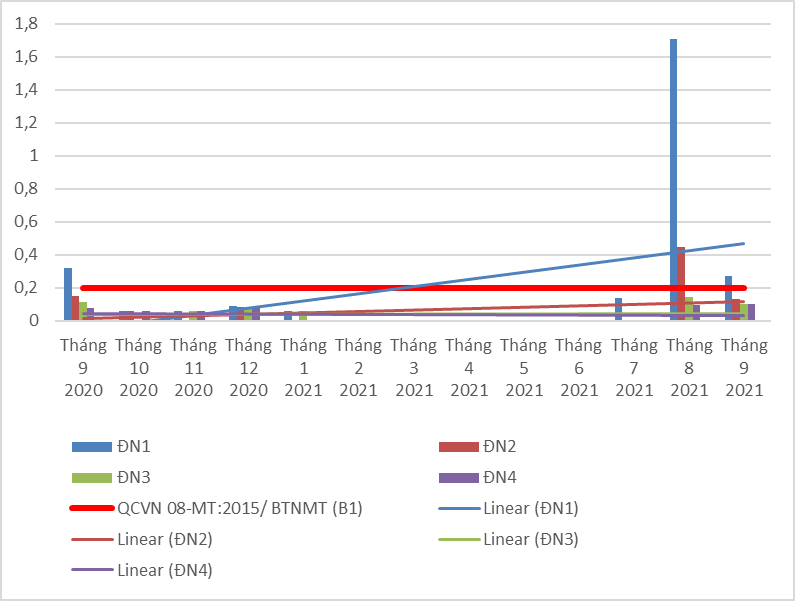 1,8
1,6
1,4
1,2
1
0,8
0,6
0,4
0,2
0
Tháng Tháng Tháng Tháng Tháng Tháng Tháng Tháng Tháng Tháng Tháng Tháng Tháng
9 10 11 12 1 2 3 4 5 6 7 8 9
2020 2020 2020 2020 2021 2021 2021 2021 2021 2021 2021 2021 2021
ĐN1 ĐN2
ĐN3 ĐN4
QCVN 08-MT:2015/ BTNMT (B1) Linear (ĐN1)
Linear (ĐN2) Linear (ĐN3)
Linear (ĐN4)